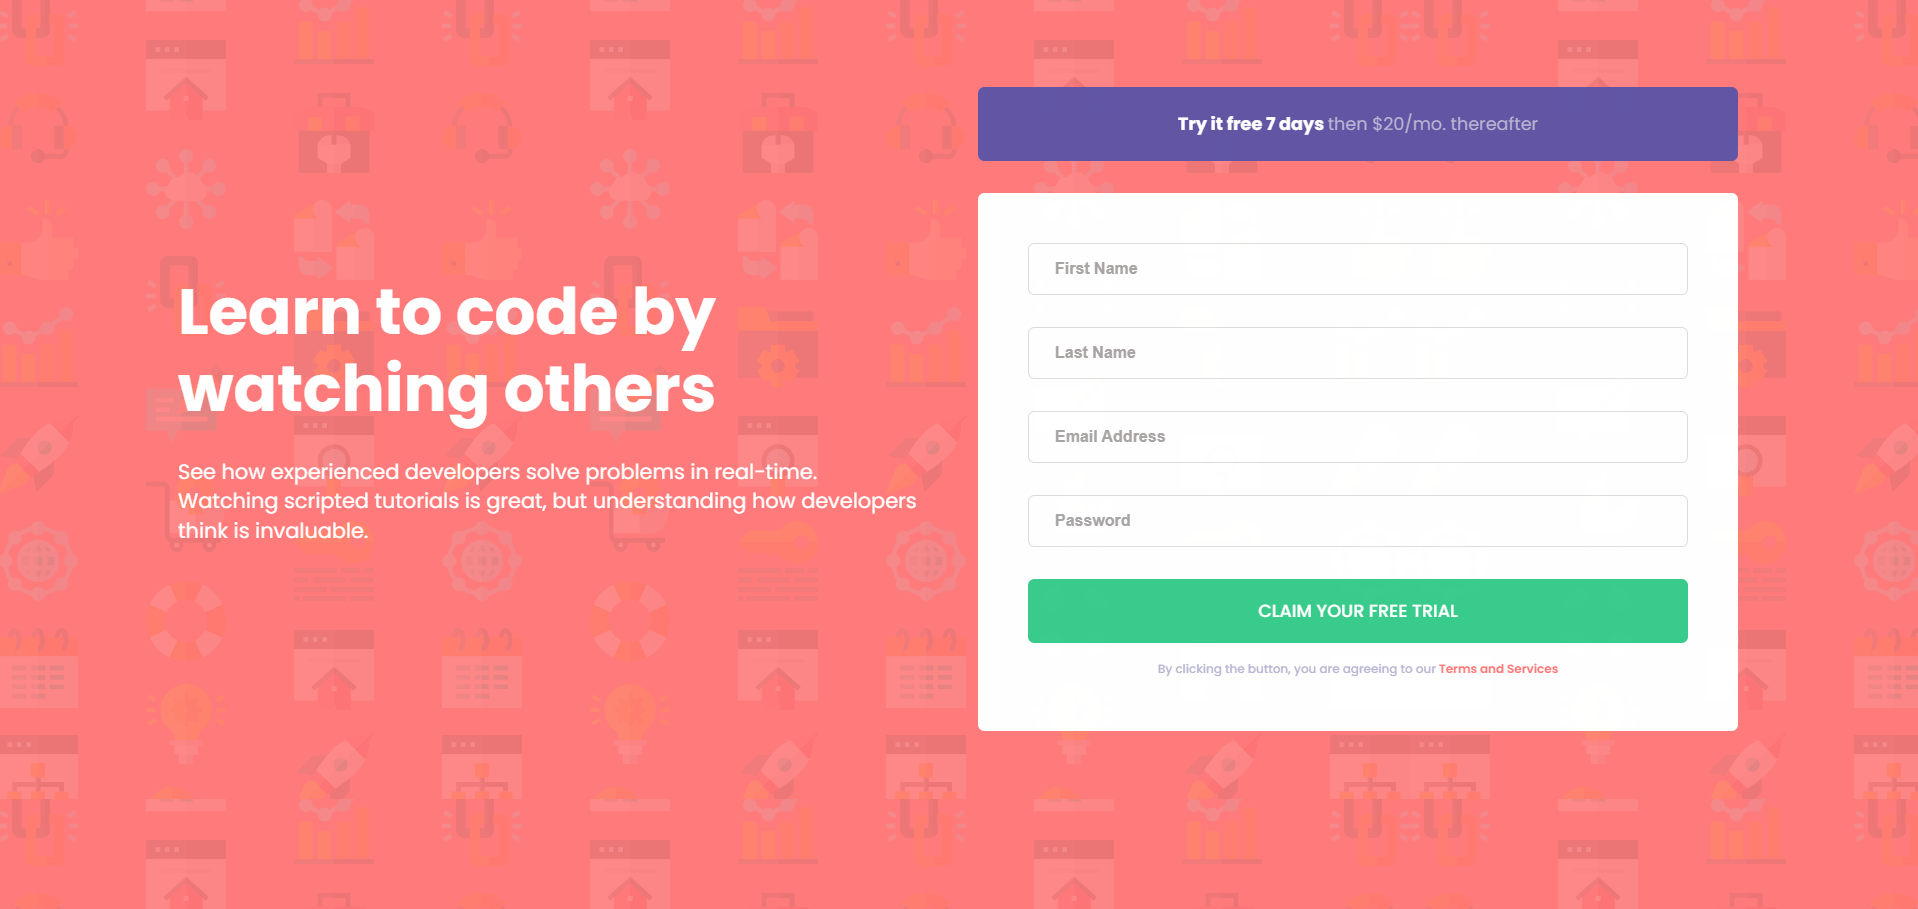 Learn to code by
watching others
See how experienced developers solve problems in real-time.
Watching scripted tutorials is great, but understanding how developers
think is invaluable.
Try it free 7 days then $20/mo. thereafter
First Name
Last Name
Email Address
Password
CLAIM YOUR FREE TRIAL
By clicking the button, you are agreeing to our Terms and Services